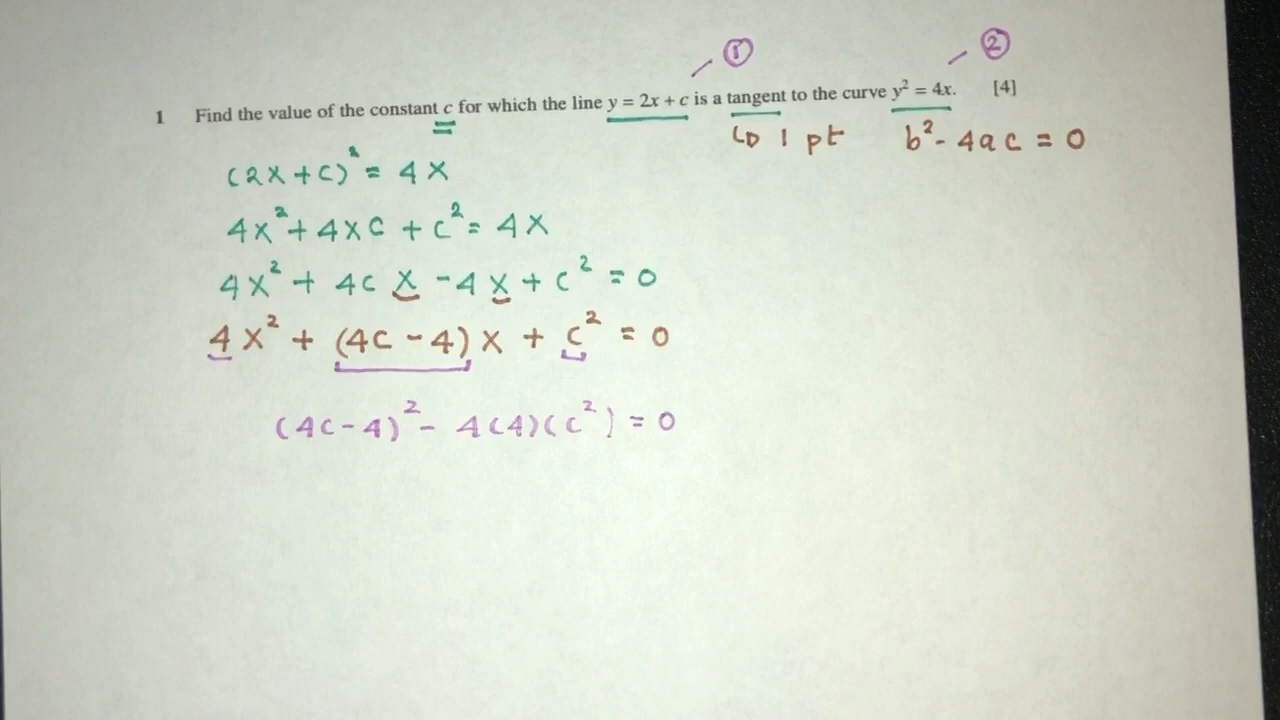 ① ②
1 Find the value of the constant c for which the line y = 2x + c is a tangent to the curve y² = 4x. [4]
↳ 1 pt b² - 4ac = 0
(2x + c)² = 4x
4x² + 4xc + c² = 4x
4x² + 4cx - 4x + c² = 0
4x² + (4c - 4)x + c² = 0
(4c - 4)² - 4(4)(c²) = 0